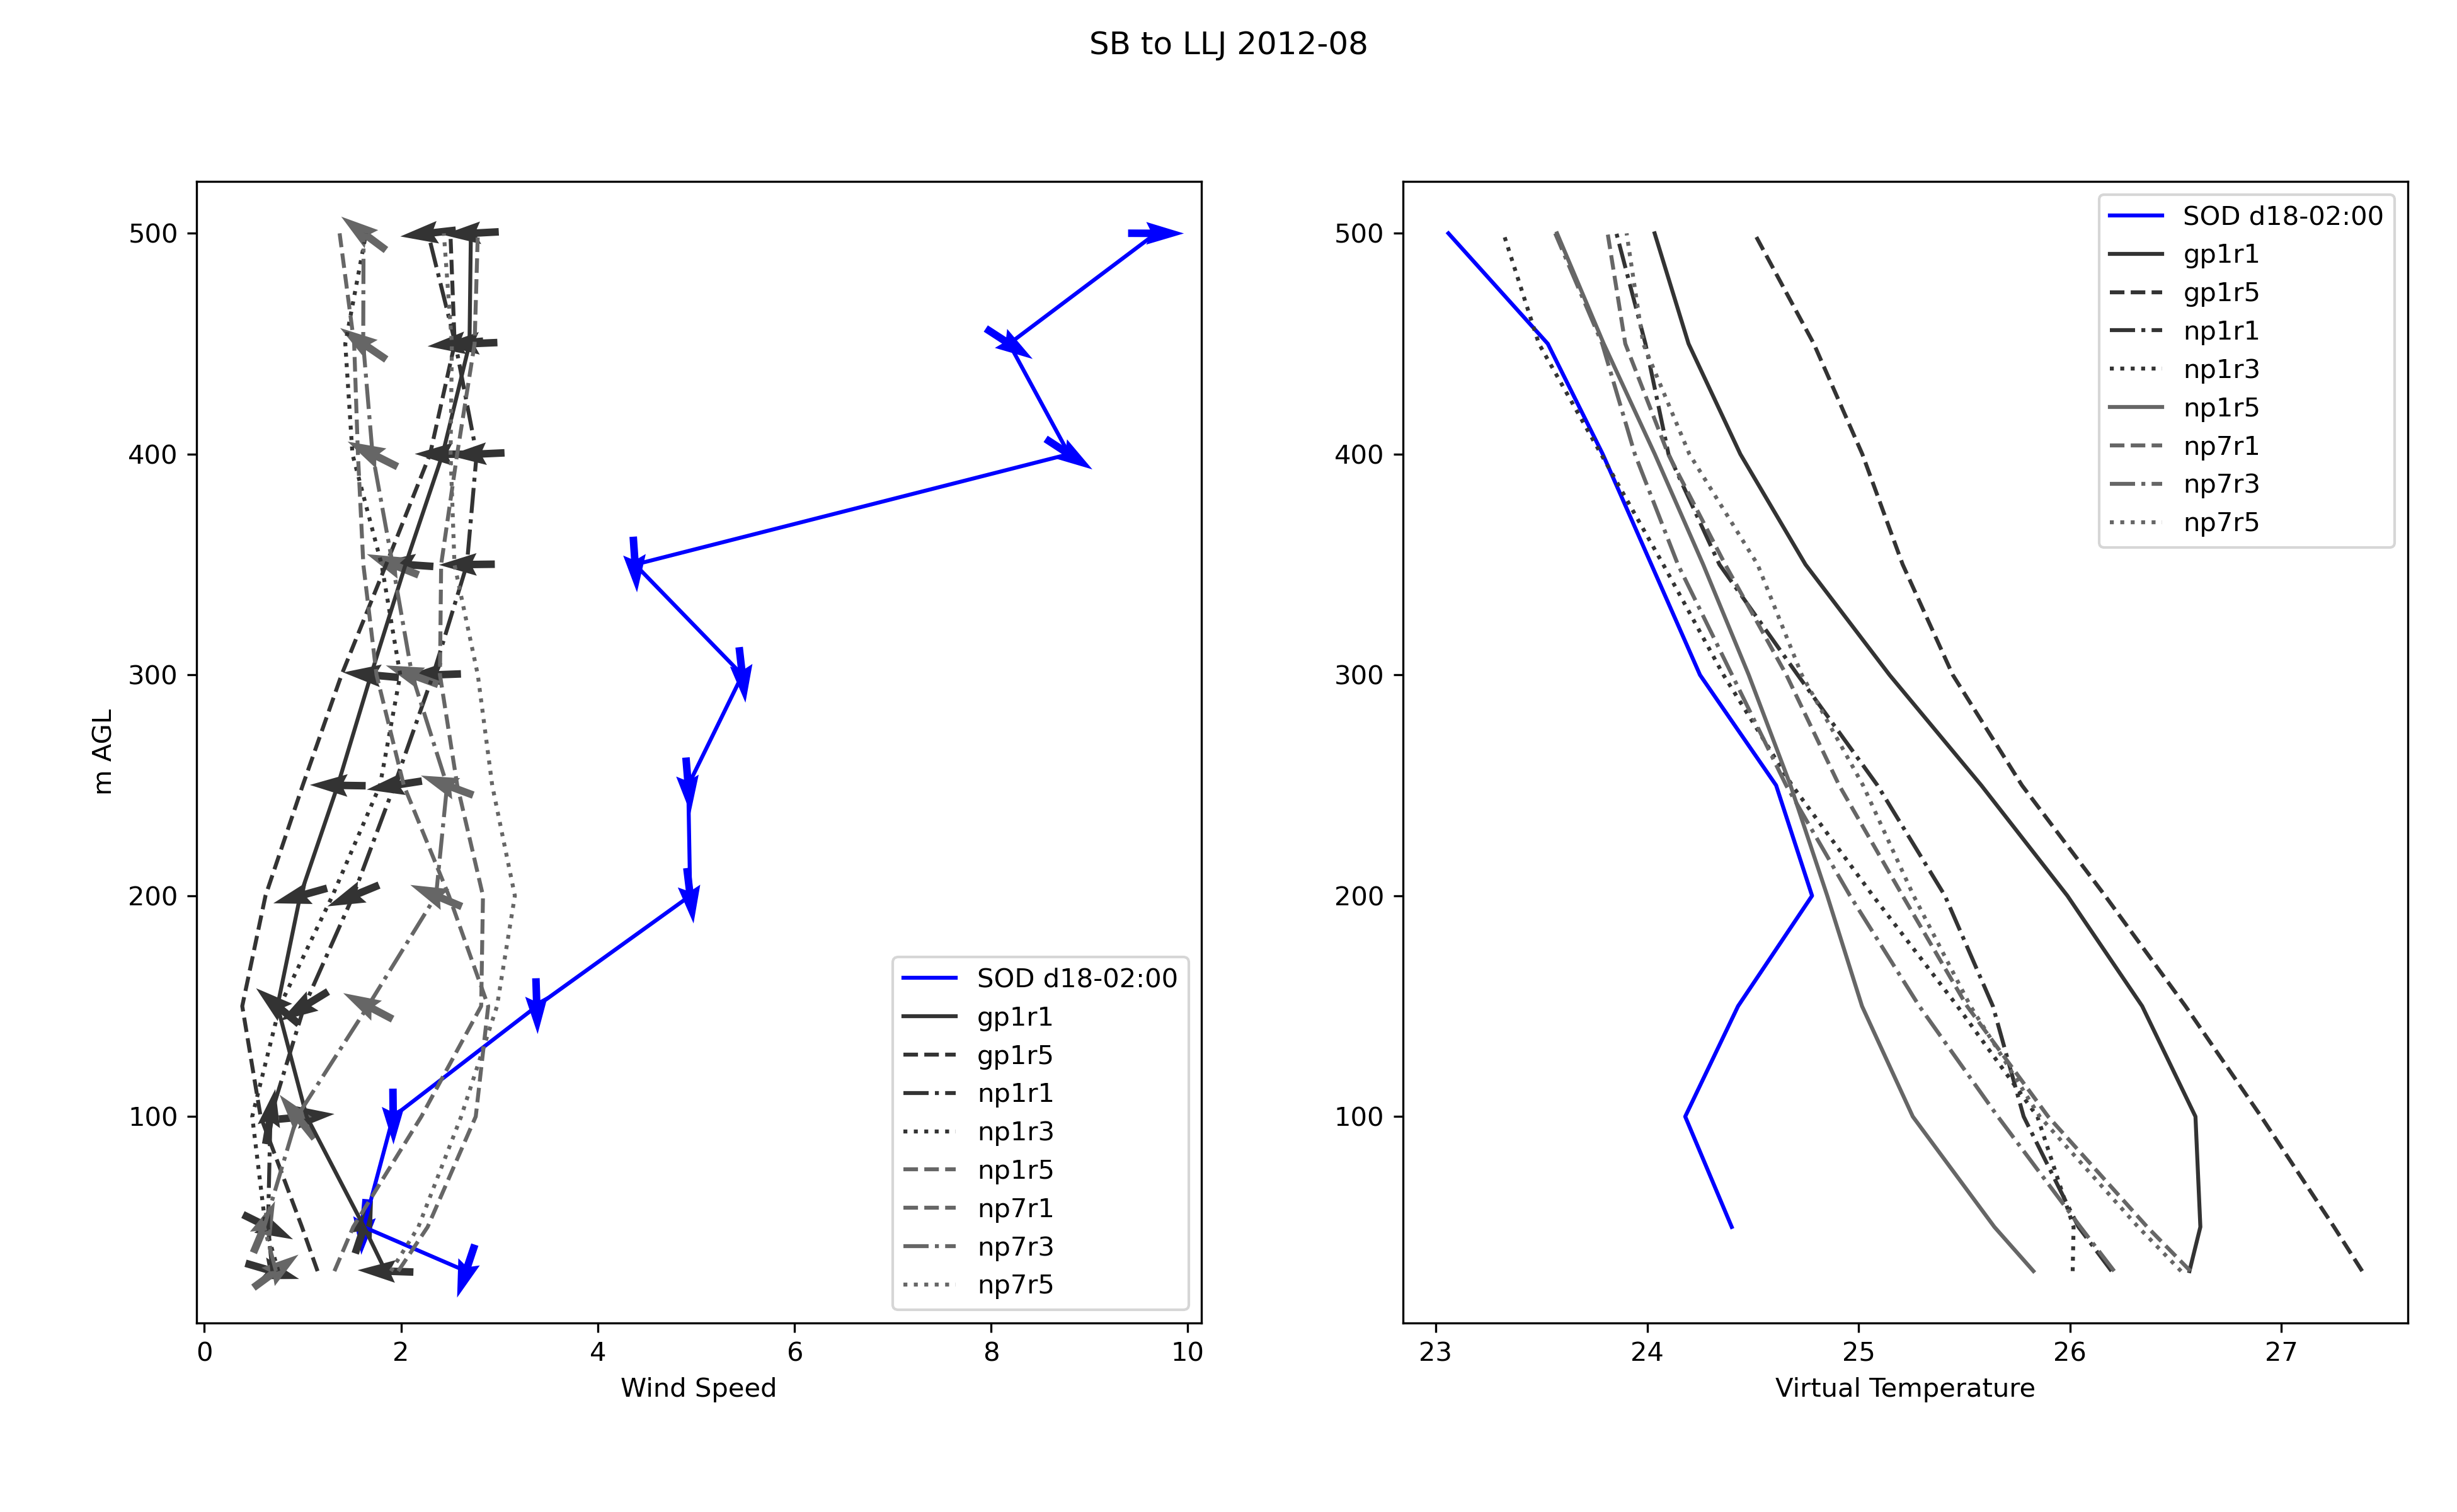 SB to LLJ 2012-08
500
400
300
200
100
m AGL
0
2
4
6
8
10
Wind Speed
SOD d18-02:00
gp1r1
gp1r5
np1r1
np1r3
np1r5
np7r1
np7r3
np7r5
500
400
300
200
100
23
24
25
26
27
Virtual Temperature
SOD d18-02:00
gp1r1
gp1r5
np1r1
np1r3
np1r5
np7r1
np7r3
np7r5